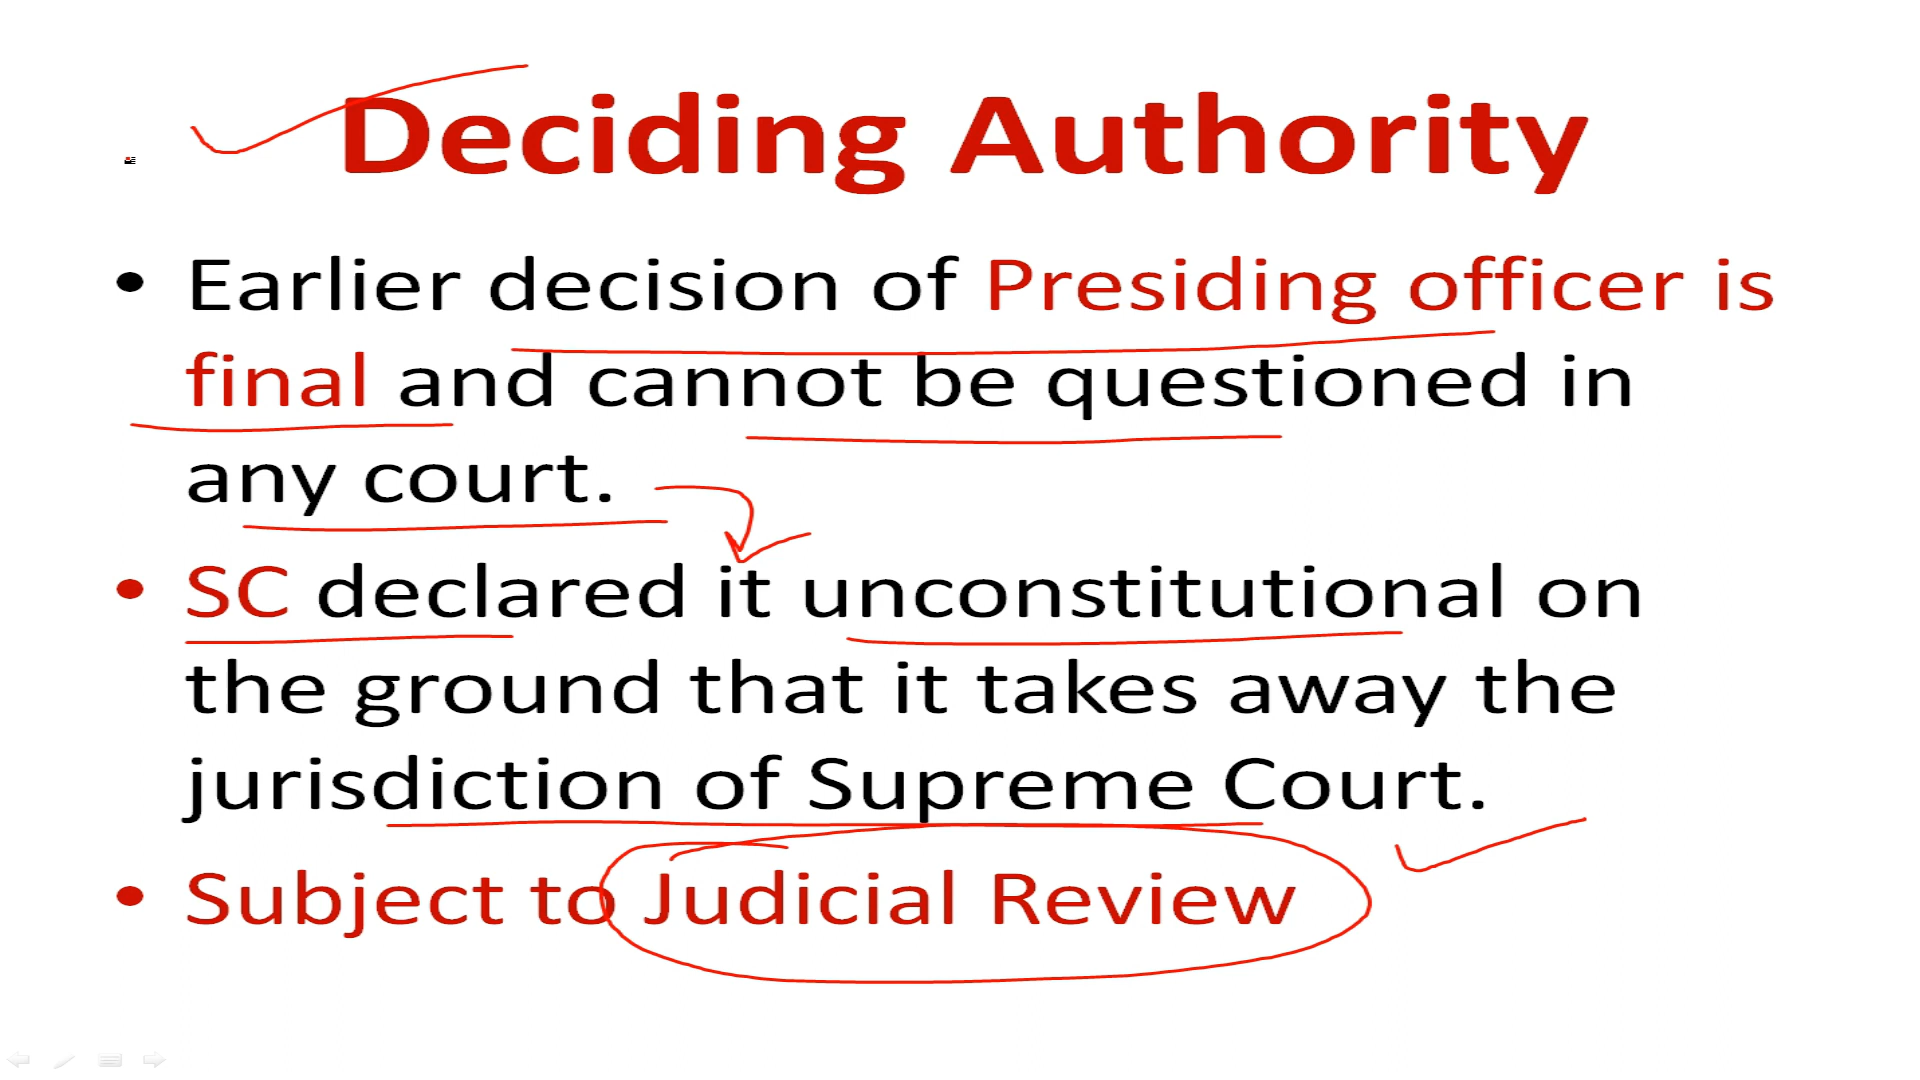 Deciding Authority
• Earlier decision of Presiding officer is
final and cannot be questioned in
any court.
• SC declared it unconstitutional on
the ground that it takes away the
jurisdiction of Supreme Court.
• Subject to Judicial Review